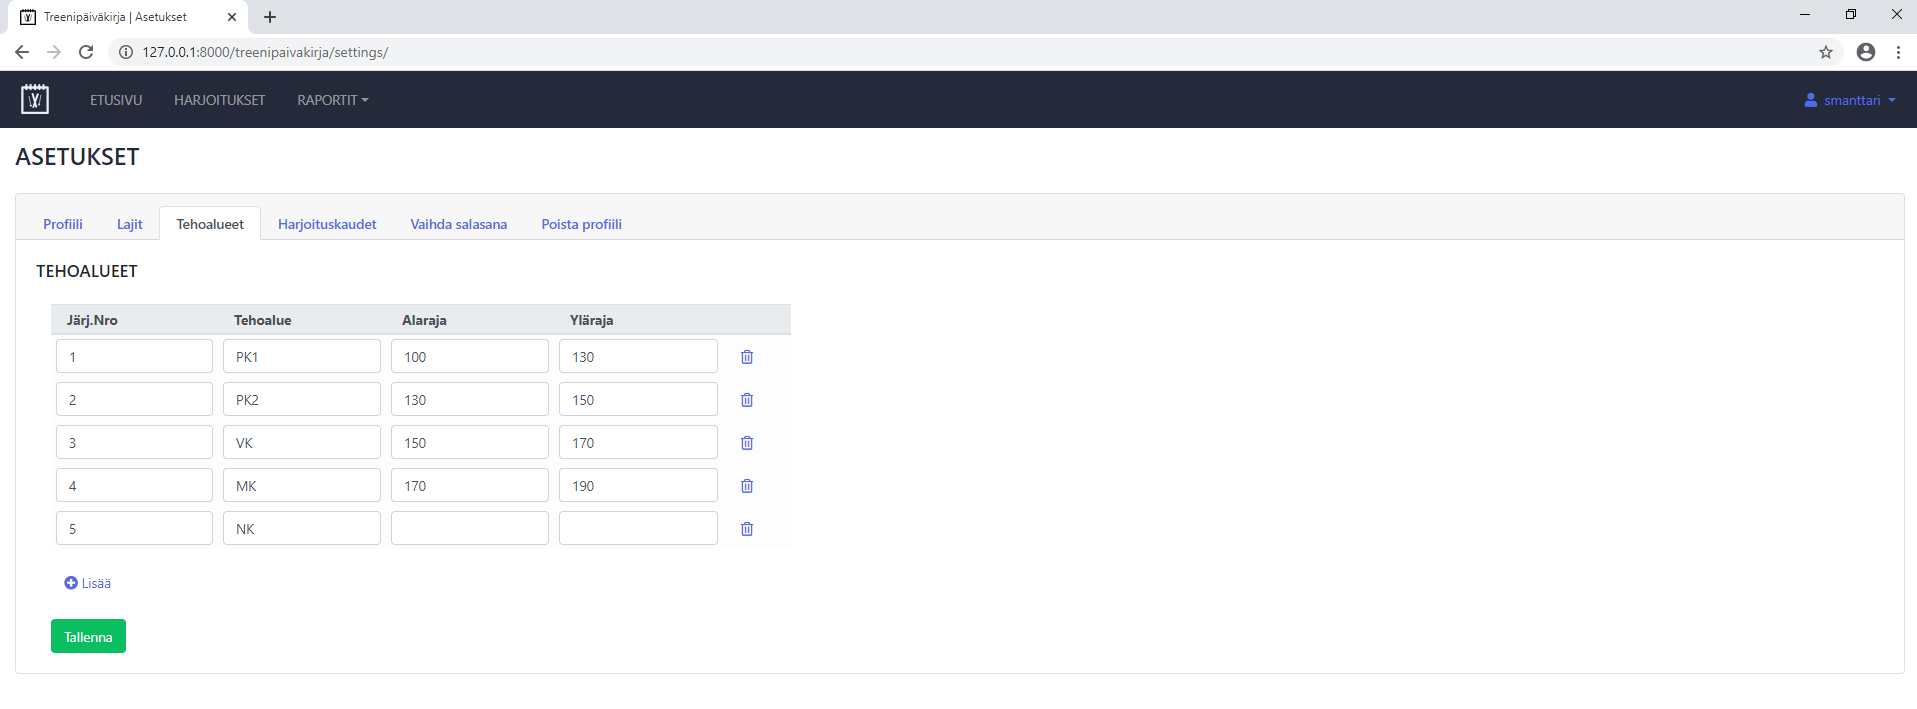 Treenipäiväkirja | Asetukset
127.0.0.1:8000/treenipaivakirja/settings/
ETUSIVU HARJOITUKSET RAPORTIT smanttari
ASETUKSET
Profiili Lajit Tehoalueet Harjoituskaudet Vaihda salasana Poista profiili
TEHOALUEET
Järj.Nro Tehoalue Alaraja Yläraja
1 PK1 100 130
2 PK2 130 150
3 VK 150 170
4 MK 170 190
5 NK
Lisää
Tallenna